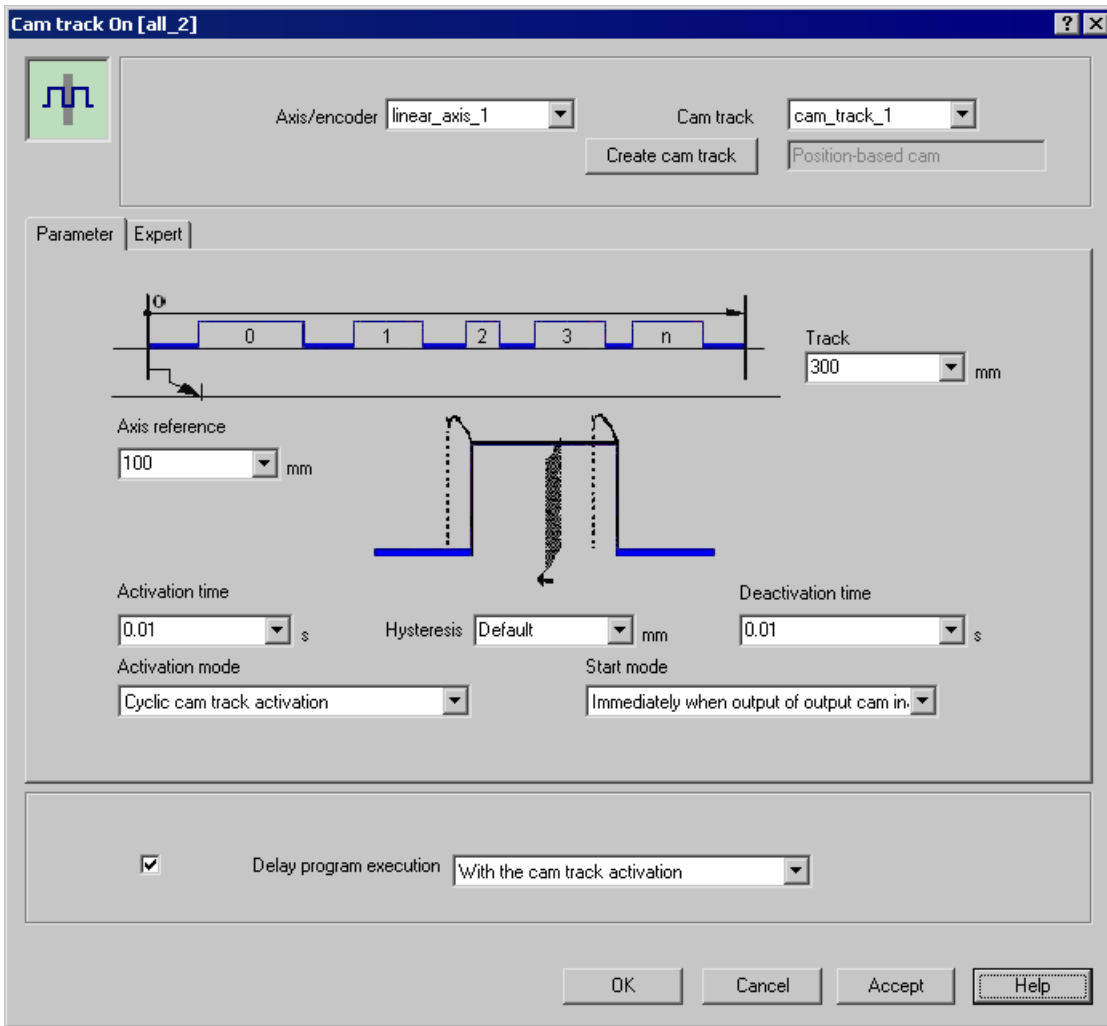 Cam track On [all_2]
Axis/encoder linear_axis_1 Cam track cam_track_1
Create cam track Position-based cam
Parameter Expert
0
0 1 2 3 n
Track
300 mm
Axis reference
100 mm
Activation time Deactivation time
0.01 s Hysteresis Default mm 0.01 s
Activation mode Start mode
Cyclic cam track activation Immediately when output of output cam in
Delay program execution With the cam track activation
OK Cancel Accept Help